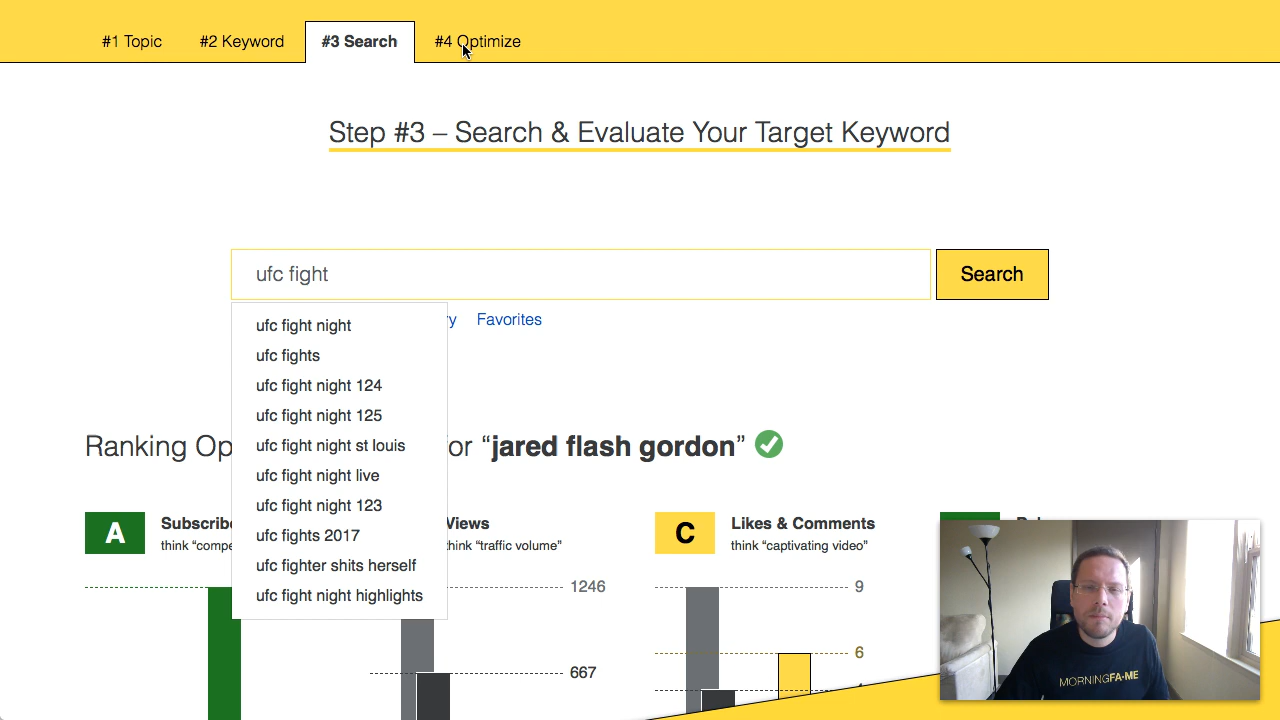 #1 Topic #2 Keyword #3 Search #4 Optimize
Step #3 – Search & Evaluate Your Target Keyword
ufc fight Search
ry Favorites
ufc fight night
ufc fights
ufc fight night 124
ufc fight night 125
ufc fight night st louis
ufc fight night live
ufc fight night 123
ufc fights 2017
ufc fighter shits herself
ufc fight night highlights
Ranking Op or “jared flash gordon”
A Subscribe Views C Likes & Comments
think “compe think “traffic volume” think “captivating video”
1246 9
667 6
MORNINGFA-ME